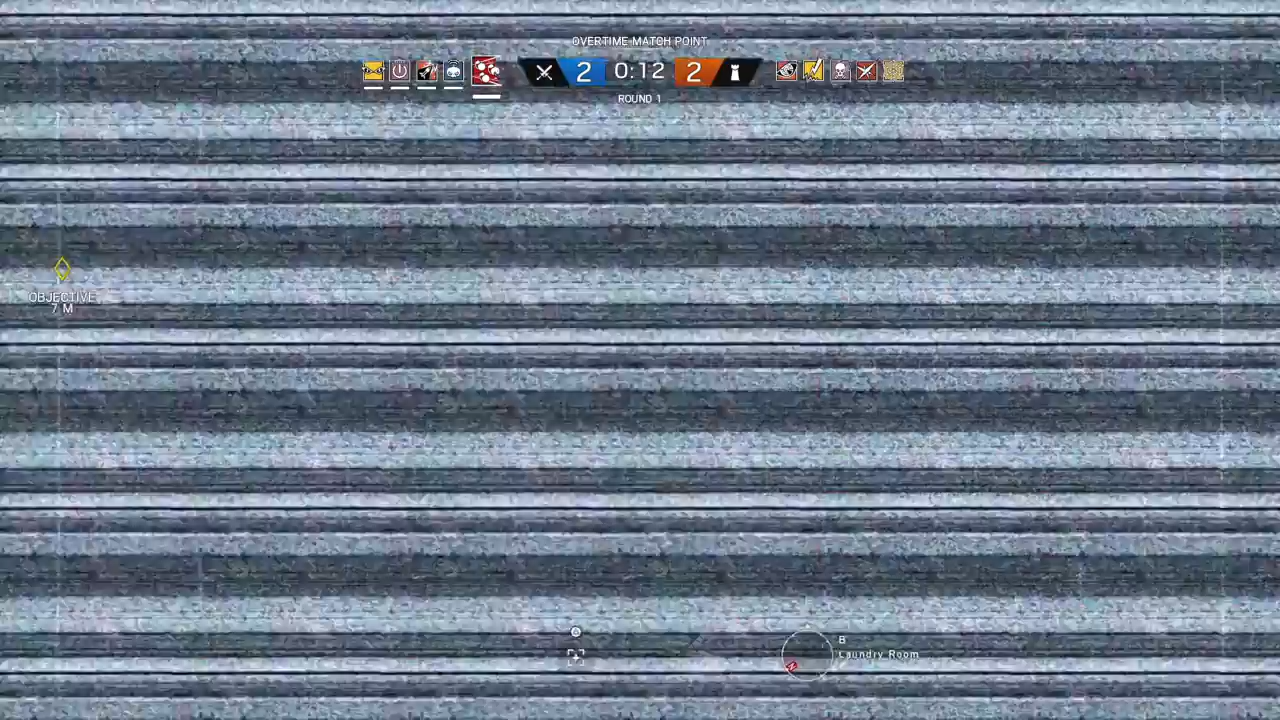 OVERTIME MATCH POINT
2 0:12 2
ROUND 1
OBJECTIVE
7 M
B
Laundry Room
N